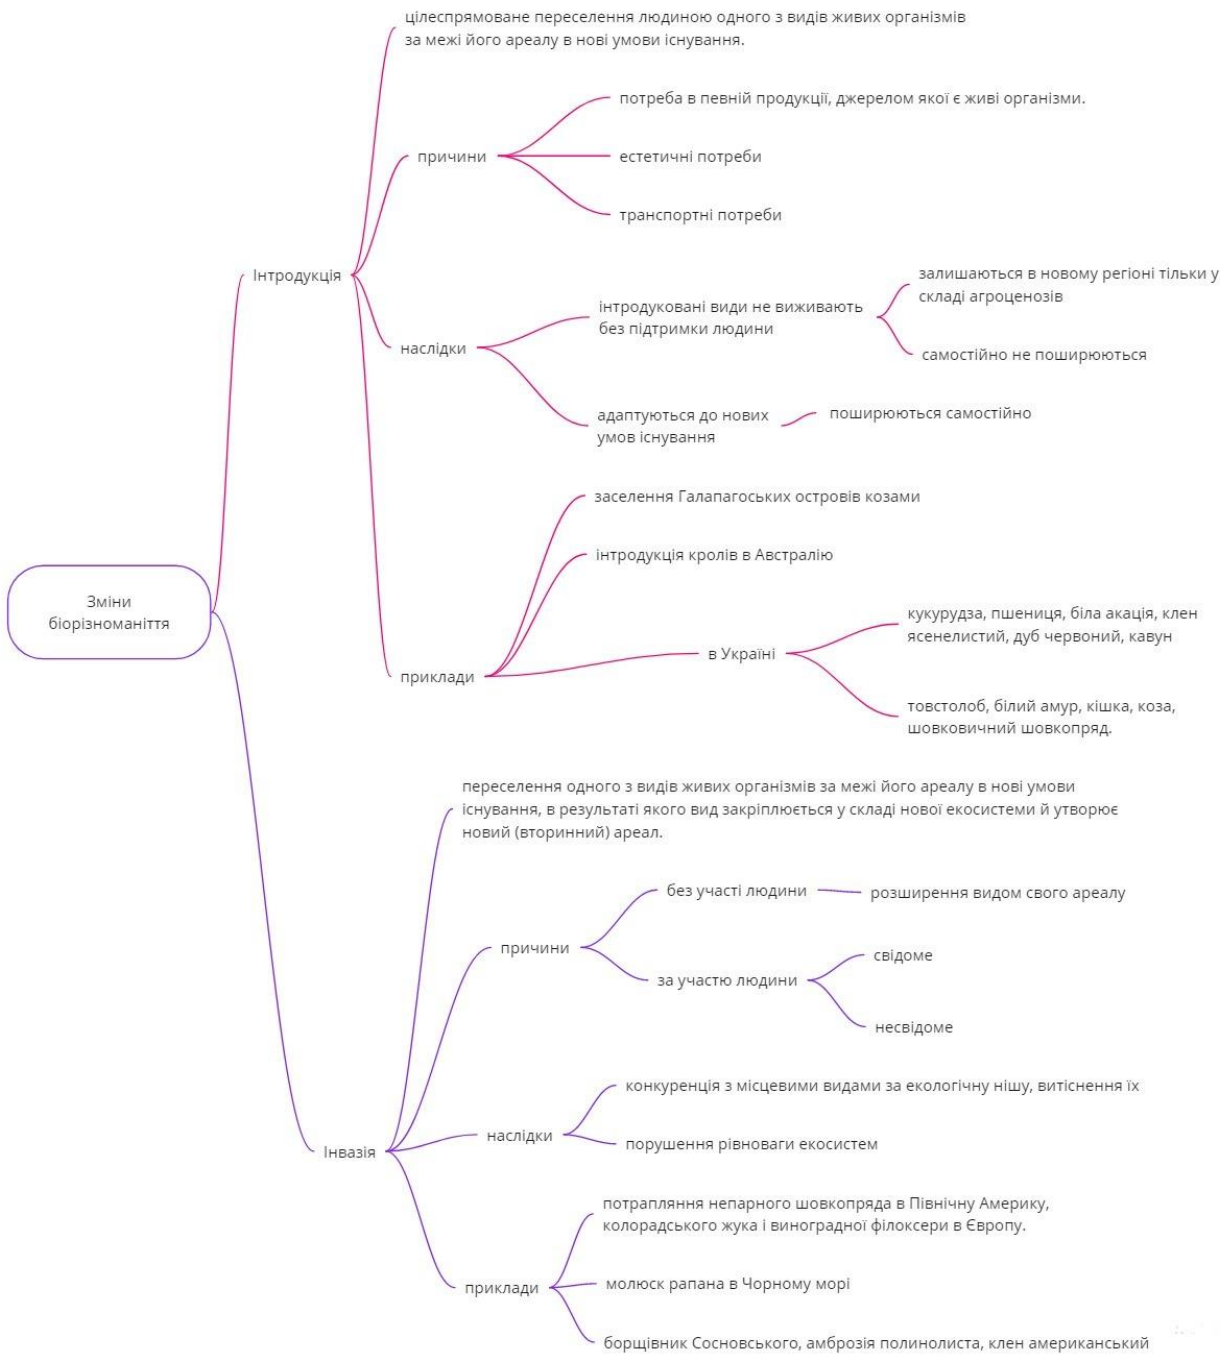 цілеспрямоване переселення людиною одного з видів живих організмів
за межі його ареалу в нові умови існування.
потреба в певній продукції, джерелом якої є живі організми.
причини
естетичні потреби
транспортні потреби
Інтродукція
залишаються в новому регіоні тільки у
складі агроценозів
інтродуковані види не виживають
без підтримки людини
наслідки
самостійно не поширюються
адаптуються до нових
умов існування
поширюються самостійно
заселення Галапагоських островів козами
інтродукція кролів в Австралію
Зміни
біорізноманіття
кукурудза, пшениця, біла акація, клен
ясенелистий, дуб червоний, кавун
в Україні
приклади
товстолоб, білий амур, кішка, коза,
шовковичний шовкопряд.
переселення одного з видів живих організмів за межі його ареалу в нові умови
існування, в результаті якого вид закріплюється у складі нової екосистеми й утворює
новий (вторинний) ареал.
без участі людини
розширення видом свого ареалу
причини
свідоме
за участю людини
несвідоме
конкуренція з місцевими видами за екологічну нішу, витіснення їх
наслідки
порушення рівноваги екосистем
Інвазія
потрапляння непарного шовкопряда в Північну Америку,
колорадського жука і виноградної філоксери в Європу.
приклади
молюск рапана в Чорному морі
борщівник Сосновського, амброзія полинолиста, клен американський